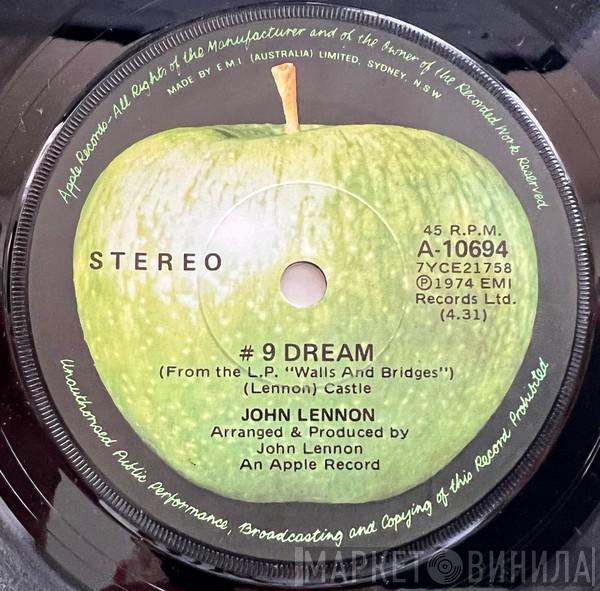 Apple Records–All Rights of the Manufacturer and of the Owner of the Recorded Work Reserved
MADE BY E.M.I (AUSTRALIA) LIMITED, SYDNEY, N.S.W
STEREO
45 R.P.M.
A-10694
7YCE21758
Ⓟ1974 EMI
Records Ltd.
(4.31)
# 9 DREAM
(From the L.P. "Walls And Bridges")
(Lennon) Castle
JOHN LENNON
Arranged & Produced by
John Lennon
An Apple Record
Unauthorised Public Performance, Broadcasting and Copying of this Record Prohibited
МАРКЕТ ВИНИЛА